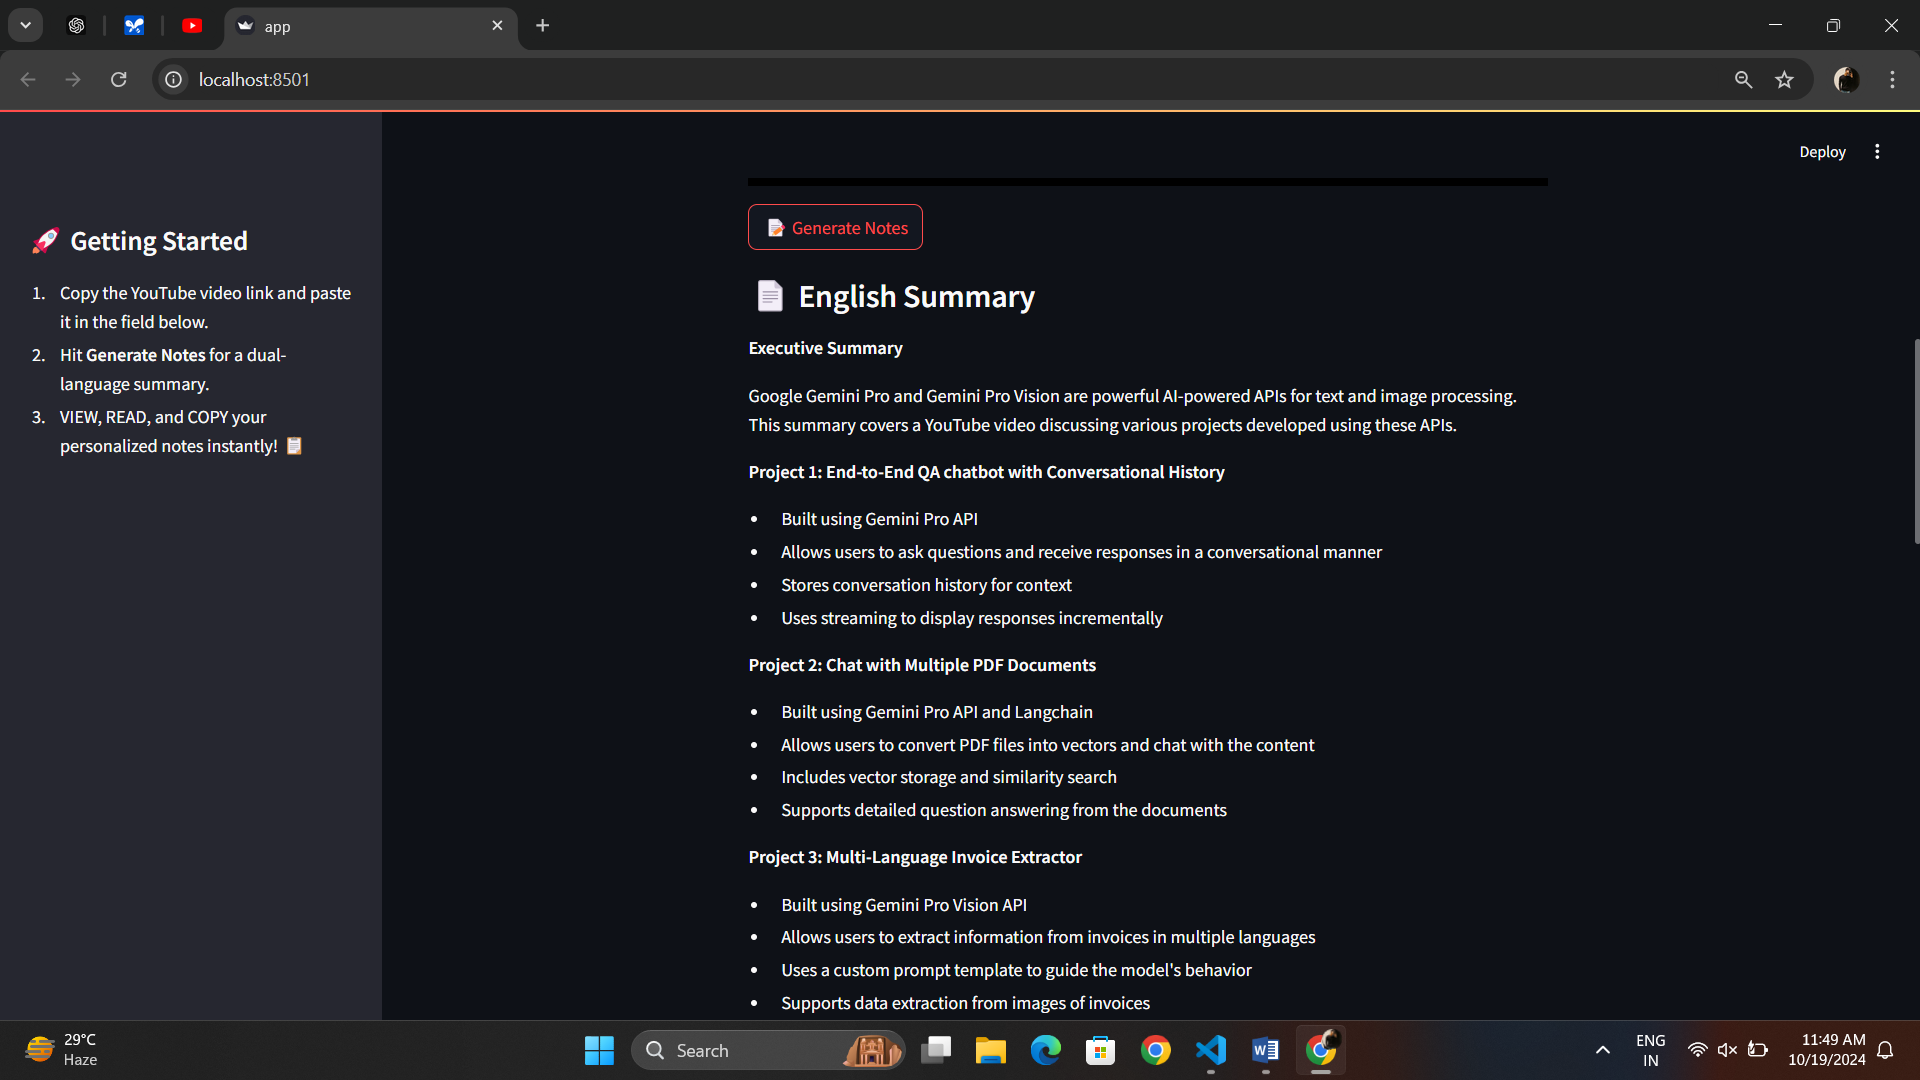 app
localhost:8501
Deploy
Getting Started
1. Copy the YouTube video link and paste
it in the field below.
2. Hit Generate Notes for a dual-
language summary.
3. VIEW, READ, and COPY your
personalized notes instantly!
Generate Notes
English Summary
Executive Summary
Google Gemini Pro and Gemini Pro Vision are powerful AI-powered APIs for text and image processing.
This summary covers a YouTube video discussing various projects developed using these APIs.
Project 1: End-to-End QA chatbot with Conversational History
• Built using Gemini Pro API
• Allows users to ask questions and receive responses in a conversational manner
• Stores conversation history for context
• Uses streaming to display responses incrementally
Project 2: Chat with Multiple PDF Documents
• Built using Gemini Pro API and Langchain
• Allows users to convert PDF files into vectors and chat with the content
• Includes vector storage and similarity search
• Supports detailed question answering from the documents
Project 3: Multi-Language Invoice Extractor
• Built using Gemini Pro Vision API
• Allows users to extract information from invoices in multiple languages
• Uses a custom prompt template to guide the model's behavior
• Supports data extraction from images of invoices
29°C
Haze
Search
ENG
IN
11:49 AM
10/19/2024